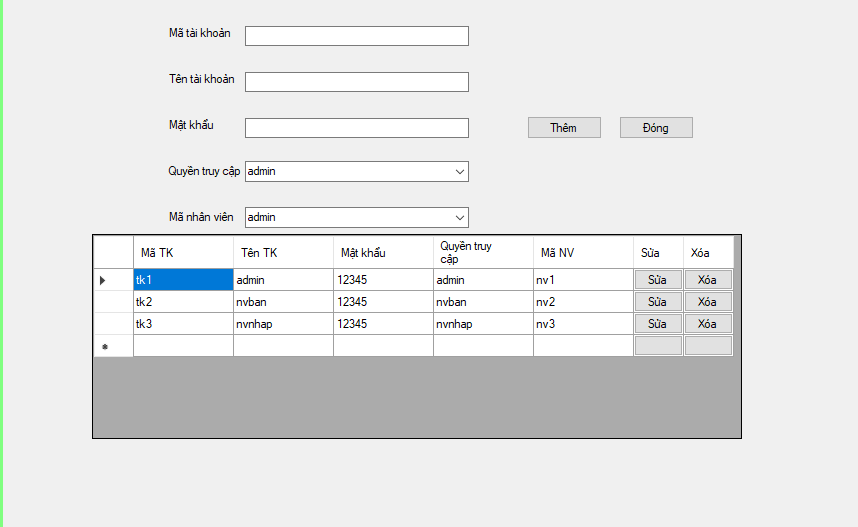 Mã tài khoản
Tên tài khoản
Mật khẩu
Thêm Đóng
Quyền truy cập admin
Mã nhân viên admin
Mã TK Tên TK Mật khẩu Quyền truy cập Mã NV Sửa Xóa
tk1 admin 12345 admin nv1 Sửa Xóa
tk2 nvban 12345 nvban nv2 Sửa Xóa
tk3 nvnhap 12345 nvnhap nv3 Sửa Xóa